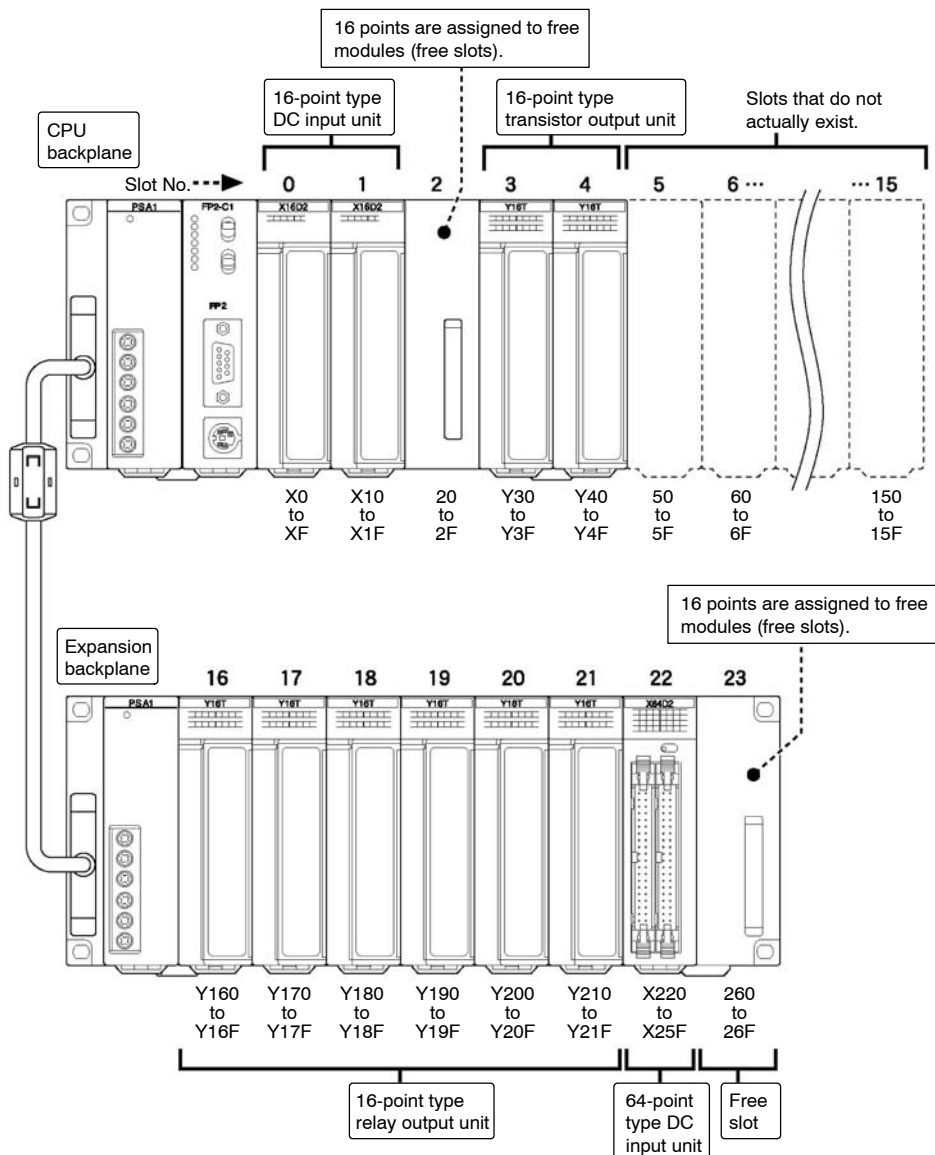 16 points are assigned to free
modules (free slots).
16-point type
DC input unit
16-point type
transistor output unit
Slots that do not
actually exist.
CPU
backplane
Slot No.
0 1 2 3 4 5 6 ··· ··· 15
PSA1 FP2-C1 X16D2 X16D2 Y16T Y16T
FP2
X0 X10 20 Y30 Y40 50 60 150
to to to to to to to to
XF X1F 2F Y3F Y4F 5F 6F 15F
16 points are assigned to free
modules (free slots).
Expansion
backplane
16 17 18 19 20 21 22 23
PSA1 Y16T Y16T Y16T Y16T Y16T Y16T X64D2
Y160 Y170 Y180 Y190 Y200 Y210 X220 260
to to to to to to to to
Y16F Y17F Y18F Y19F Y20F Y21F X25F 26F
16-point type
relay output unit
64-point
type DC
input unit
Free
slot